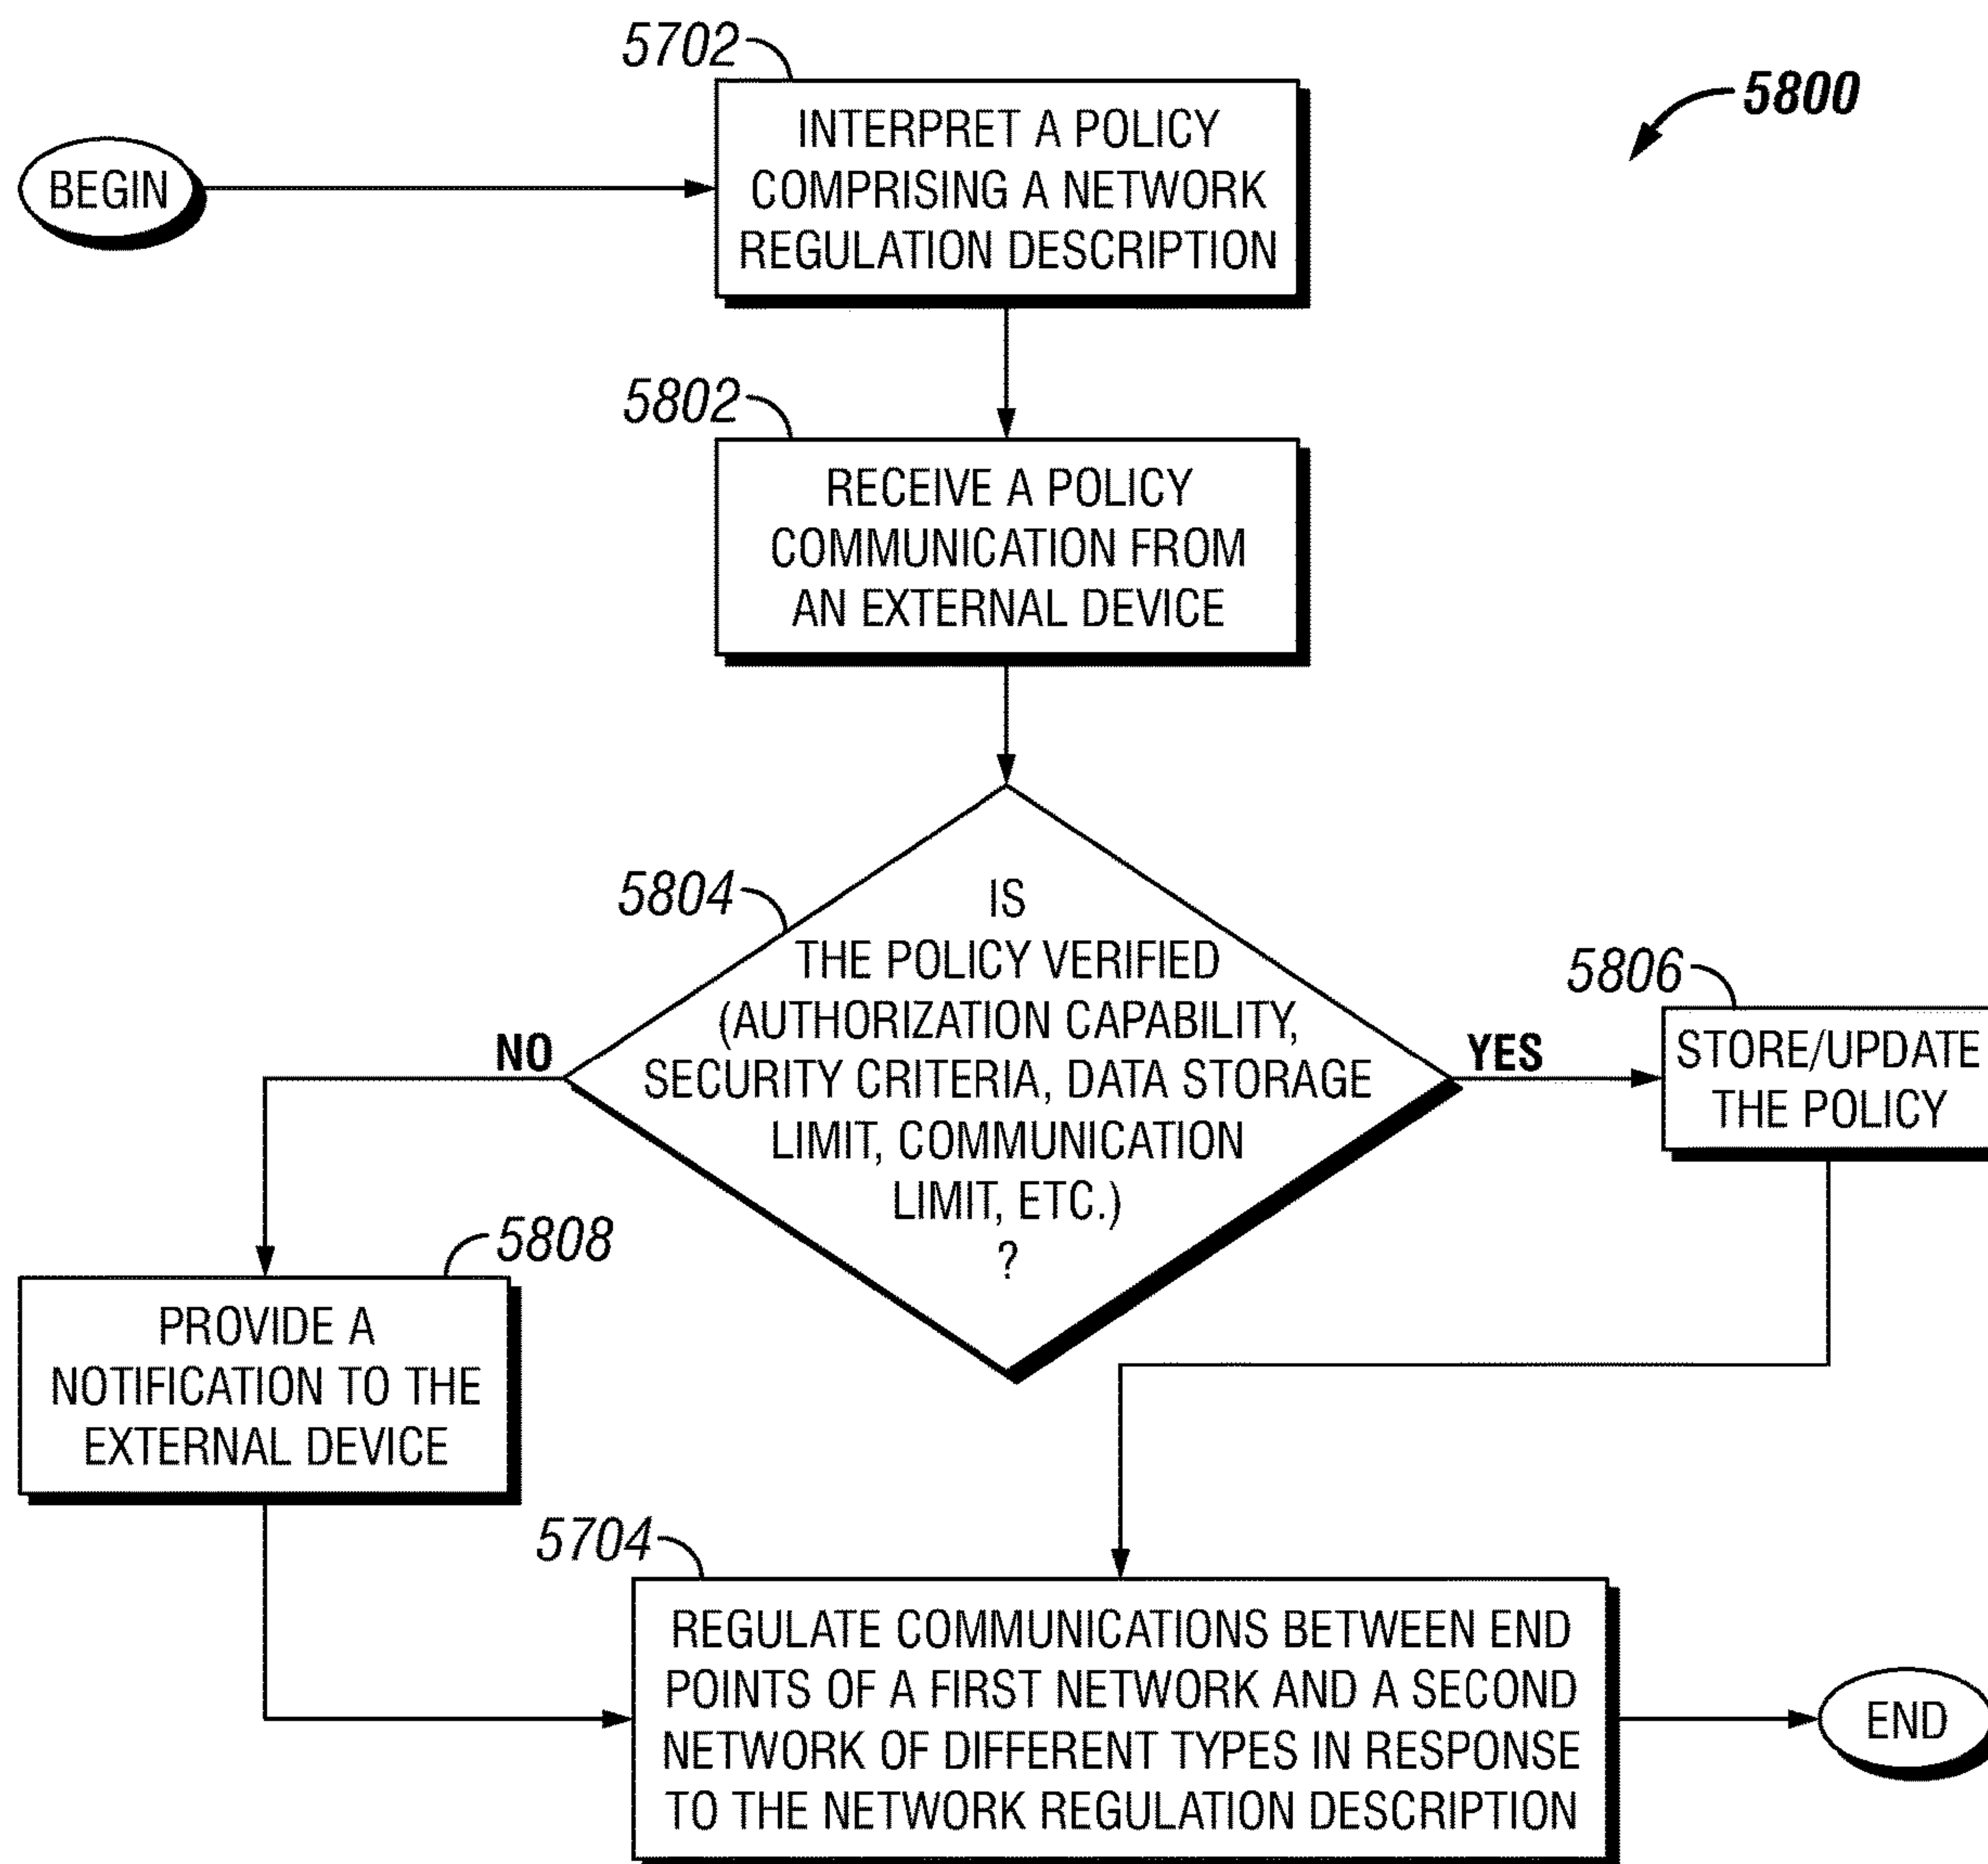 5702
5800
BEGIN
INTERPRET A POLICY
COMPRISING A NETWORK
REGULATION DESCRIPTION
5802
RECEIVE A POLICY
COMMUNICATION FROM
AN EXTERNAL DEVICE
5804
IS
THE POLICY VERIFIED
(AUTHORIZATION CAPABILITY,
SECURITY CRITERIA, DATA STORAGE
LIMIT, COMMUNICATION
LIMIT, ETC.)
?
NO
YES
5806
STORE/UPDATE
THE POLICY
5808
PROVIDE A
NOTIFICATION TO THE
EXTERNAL DEVICE
5704
REGULATE COMMUNICATIONS BETWEEN END
POINTS OF A FIRST NETWORK AND A SECOND
NETWORK OF DIFFERENT TYPES IN RESPONSE
TO THE NETWORK REGULATION DESCRIPTION
END